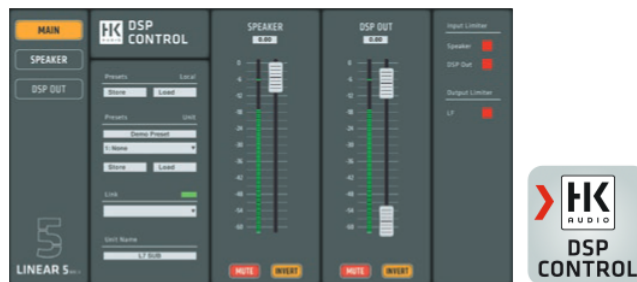 MAIN
SPEAKER
DSP OUT
HK
AUDIO
DSP
CONTROL
Presets Local
Store Load
Presets Unit
Demo Preset
1: None
Store Load
Link
Unit Name
L7 SUB
5
LINEAR 5
SPEAKER
0.00
0
-6
-12
-18
-24
-30
-36
-42
-48
-54
-60
MUTE INVERT
DSP OUT
0.00
0
-6
-12
-18
-24
-30
-36
-42
-48
-54
-60
MUTE INVERT
Input Limiter
Speaker
DSP Out
Output Limiter
LF
HK
AUDIO
DSP
CONTROL